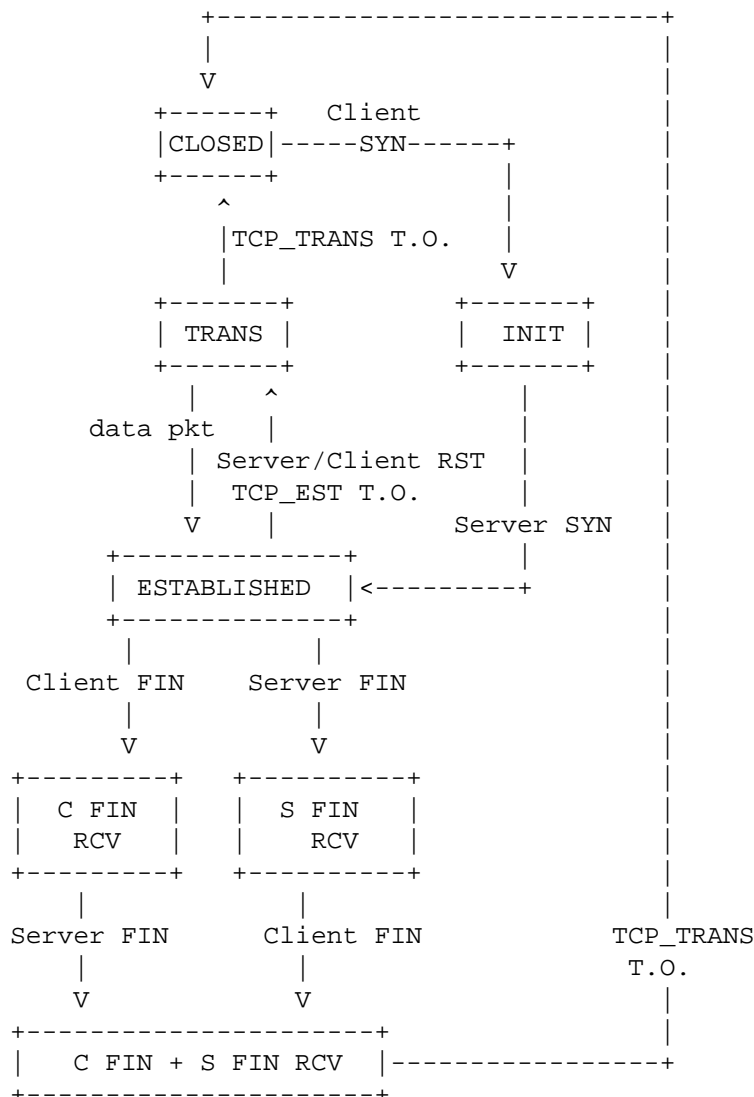 Client
CLOSED SYN
TCP_TRANS T.O.
TRANS INIT
data pkt
Server/Client RST
TCP_EST T.O.
V Server SYN
ESTABLISHED
Client FIN Server FIN
V V
C FIN S FIN
RCV RCV
Server FIN Client FIN TCP_TRANS
T.O.
V V
C FIN + S FIN RCV